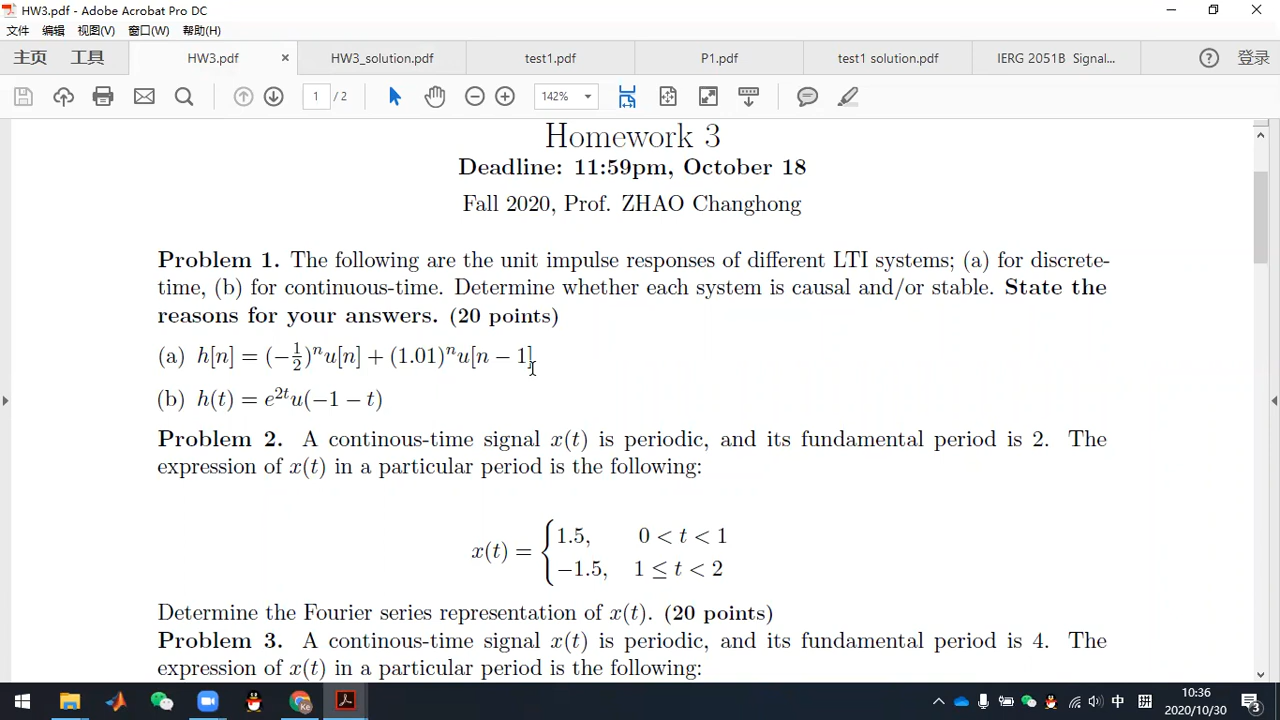 HW3.pdf - Adobe Acrobat Pro DC
文件 编辑 视图(V) 窗口(W) 帮助(H)
主页 工具 HW3.pdf × HW3_solution.pdf test1.pdf P1.pdf test1 solution.pdf IERG 2051B Signal... 登录
1 / 2 142%
Homework 3
Deadline: 11:59pm, October 18
Fall 2020, Prof. ZHAO Changhong
Problem 1. The following are the unit impulse responses of different LTI systems; (a) for discrete-
time, (b) for continuous-time. Determine whether each system is causal and/or stable. State the
reasons for your answers. (20 points)
(a) h[n] = (−1/2)^n u[n] + (1.01)^n u[n − 1]
(b) h(t) = e^{2t} u(−1 − t)
Problem 2. A continous-time signal x(t) is periodic, and its fundamental period is 2. The
expression of x(t) in a particular period is the following:
x(t) = { 1.5, 0 < t < 1
−1.5, 1 ≤ t < 2
Determine the Fourier series representation of x(t). (20 points)
Problem 3. A continous-time signal x(t) is periodic, and its fundamental period is 4. The
expression of x(t) in a particular period is the following:
中 拼 10:36
2020/10/30 3